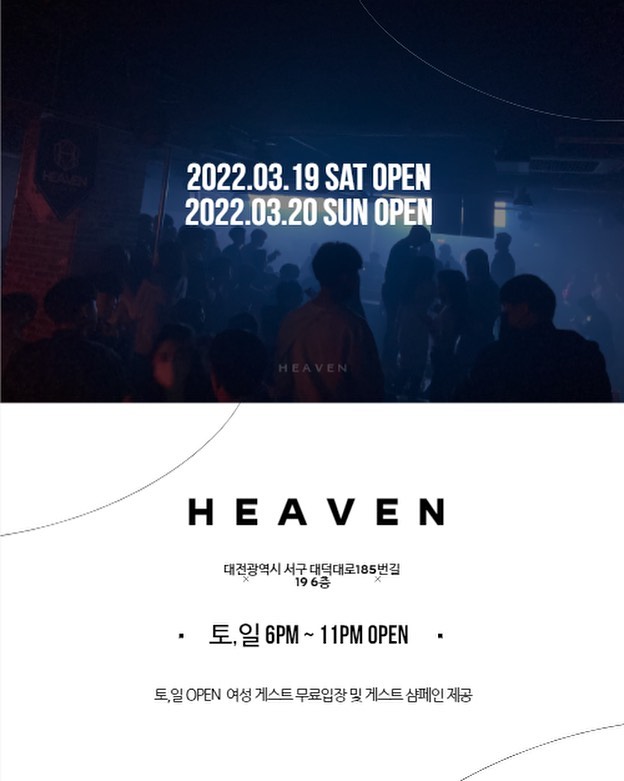 HEAVEN
2022.03.19 SAT OPEN
2022.03.20 SUN OPEN
HEAVEN
HEAVEN
대전광역시 서구 대덕대로185번길
19 6층
토,일 6PM ~ 11PM OPEN
토,일 OPEN 여성 게스트 무료입장 및 게스트 샴페인 제공